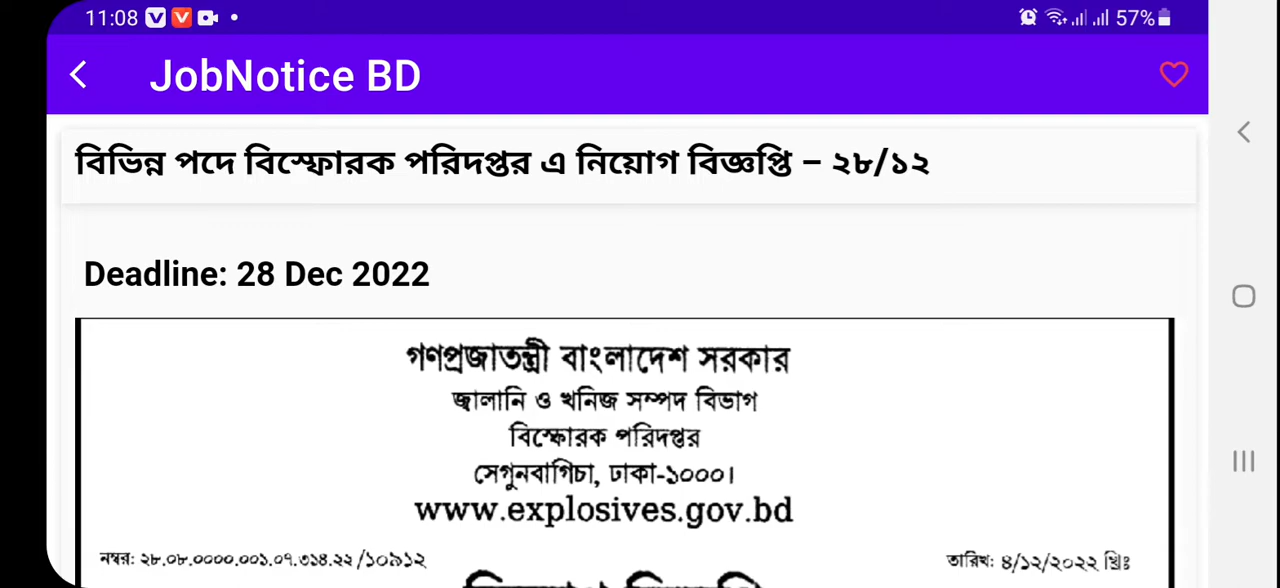 11:08
57%
JobNotice BD
বিভিন্ন পদে বিস্ফোরক পরিদপ্তর এ নিয়োগ বিজ্ঞপ্তি – ২৮/১২
Deadline: 28 Dec 2022
গণপ্রজাতন্ত্রী বাংলাদেশ সরকার
জ্বালানি ও খনিজ সম্পদ বিভাগ
বিস্ফোরক পরিদপ্তর
সেগুনবাগিচা, ঢাকা-১০০০।
www.explosives.gov.bd
নম্বর: ২৮.০৮.০০০০.০০১.০৭.৩১৪.২২/১০৯১২
তারিখ: ৪/১২/২০২২ খ্রিঃ